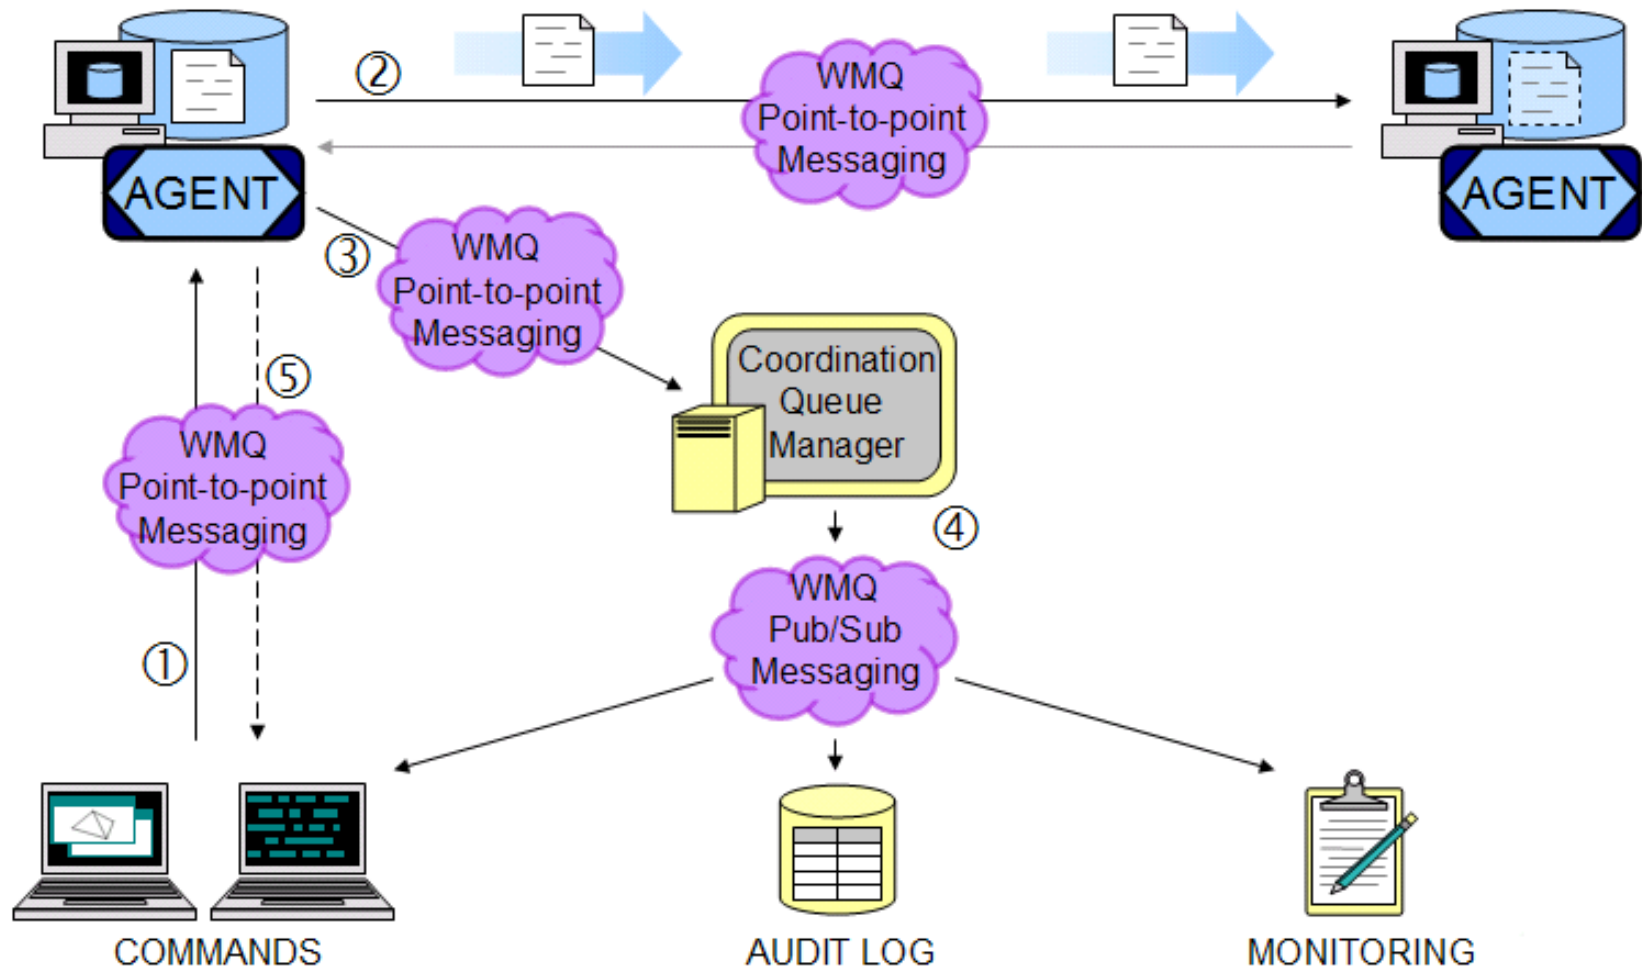 ②
WMQ
Point-to-point
Messaging
AGENT
AGENT
③
WMQ
Point-to-point
Messaging
Coordination
Queue
Manager
⑤
WMQ
Point-to-point
Messaging
④
WMQ
Pub/Sub
Messaging
①
COMMANDS
AUDIT LOG
MONITORING